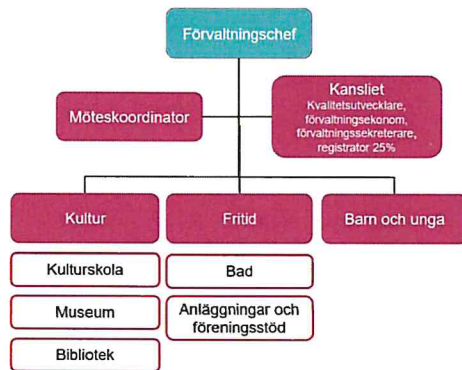 Förvaltningschef
Möteskoordinator
Kansliet
Kvalitetsutvecklare,
förvaltningsekonom,
förvaltningssekreterare,
registrator 25%
Kultur
Fritid
Barn och unga
Kulturskola
Bad
Museum
Anläggningar och
föreningsstöd
Bibliotek